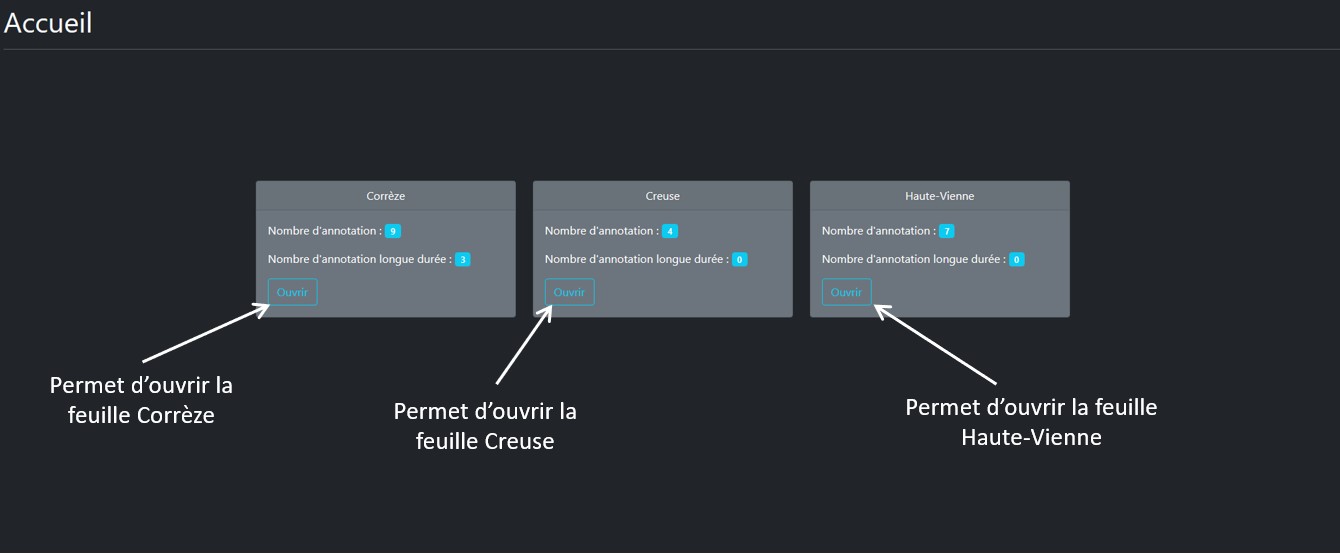 Accueil
Corrèze
Nombre d'annotation : 9
Nombre d'annotation longue durée : 3
Ouvrir
Creuse
Nombre d'annotation : 4
Nombre d'annotation longue durée : 0
Ouvrir
Haute-Vienne
Nombre d'annotation : 7
Nombre d'annotation longue durée : 0
Ouvrir
Permet d’ouvrir la
feuille Corrèze
Permet d’ouvrir la
feuille Creuse
Permet d’ouvrir la feuille
Haute-Vienne